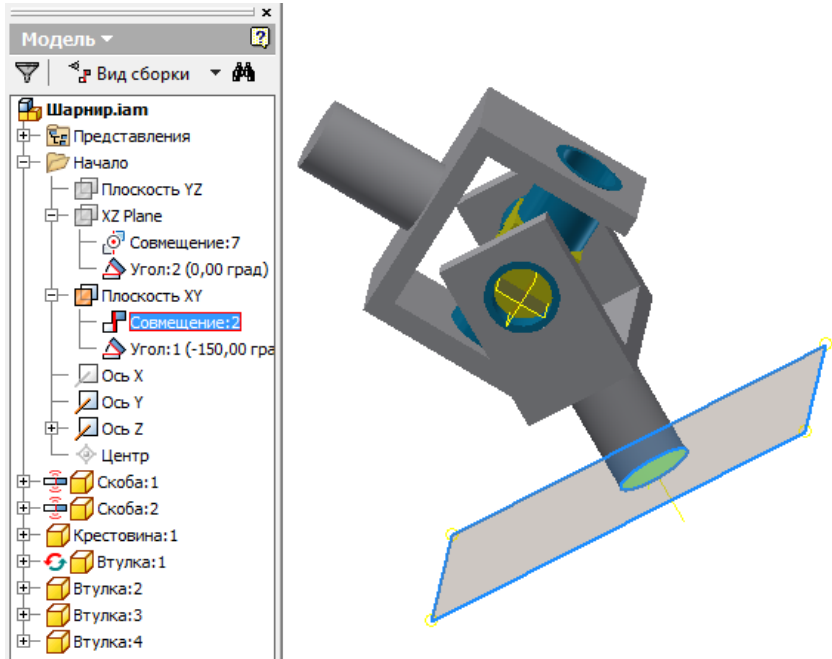 Модель
Вид сборки
Шарнир.iam
Представления
Начало
Плоскость YZ
XZ Plane
Совмещение:7
Угол:2 (0,00 град)
Плоскость XY
Совмещение:2
Угол:1 (-150,00 гра
Ось X
Ось Y
Ось Z
Центр
Скоба:1
Скоба:2
Крестовина:1
Втулка:1
Втулка:2
Втулка:3
Втулка:4